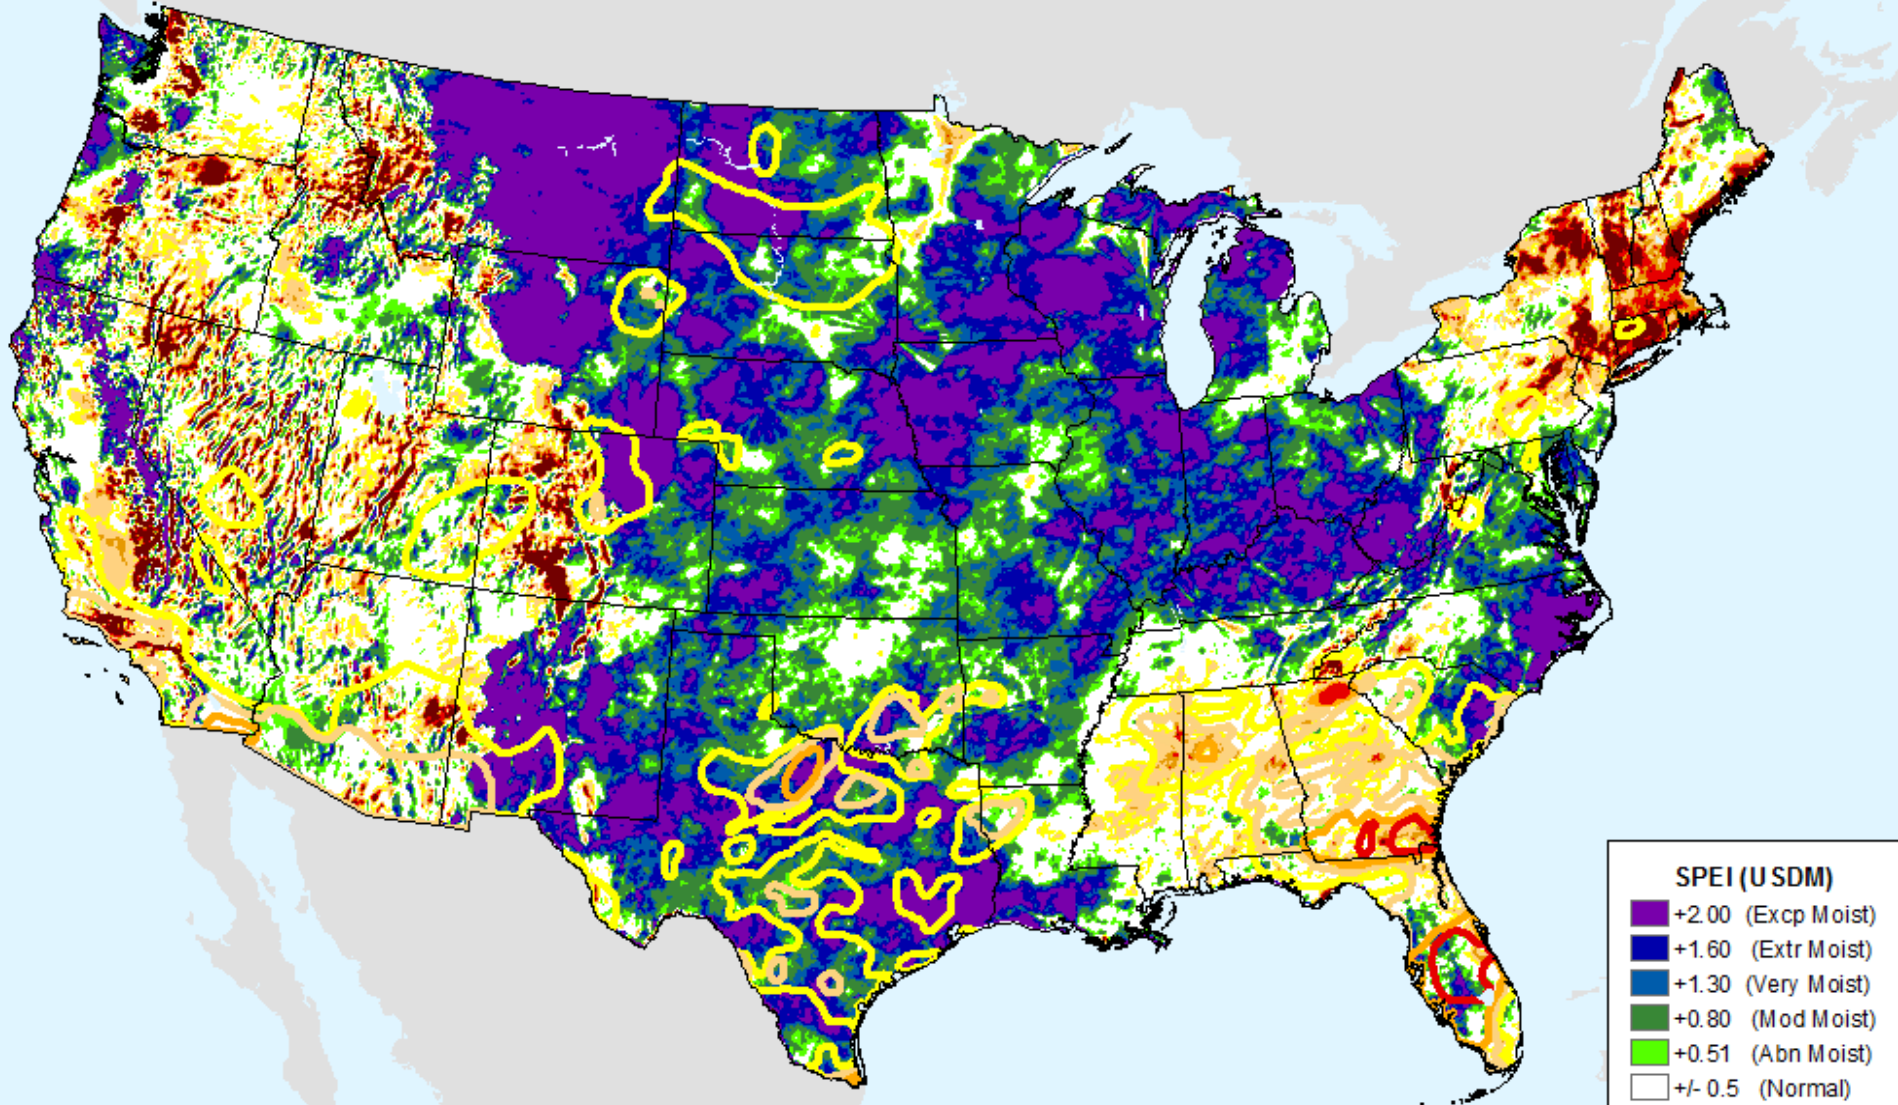 SPEI (USDM)
+2.00 (Excp Moist)
+1.60 (Extr Moist)
+1.30 (Very Moist)
+0.80 (Mod Moist)
+0.51 (Abn Moist)
+/- 0.5 (Normal)